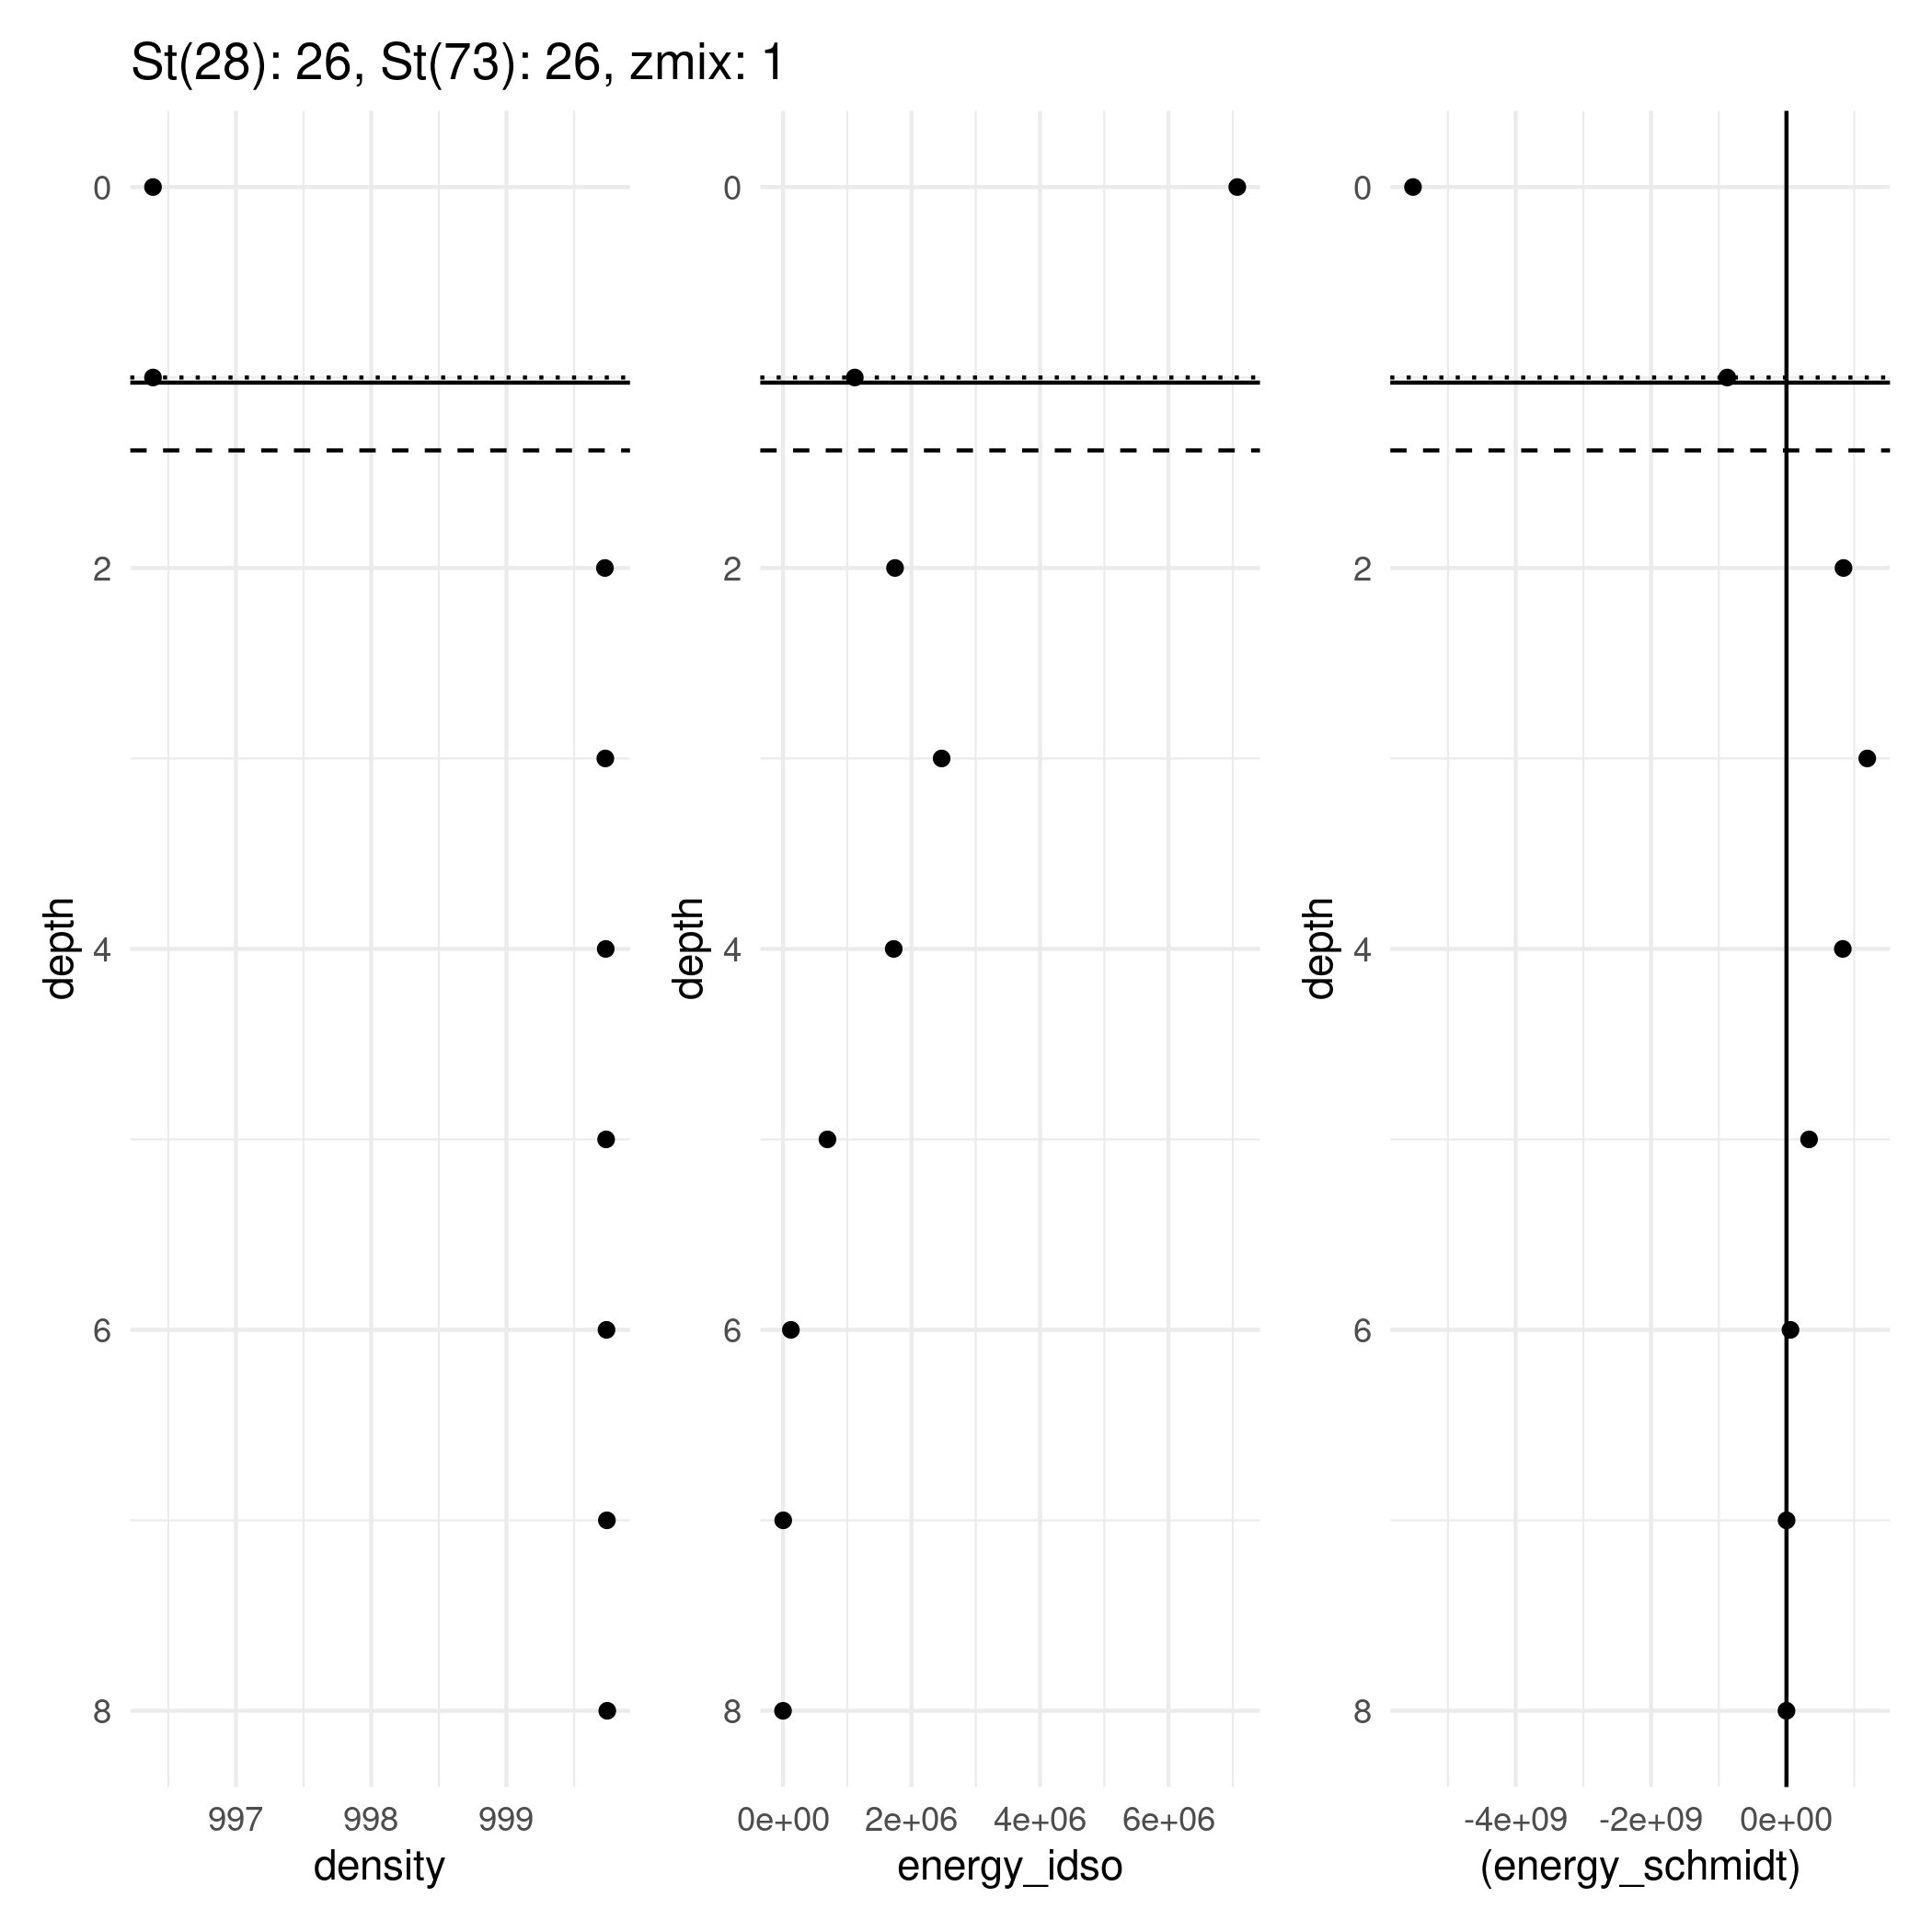 St(28): 26, St(73): 26, zmix: 1
0
2
4
6
8
depth
997 998 999
density
0
2
4
6
8
depth
0e+00 2e+06 4e+06 6e+06
energy_idso
0
2
4
6
8
depth
-4e+09 -2e+09 0e+00
(energy_schmidt)